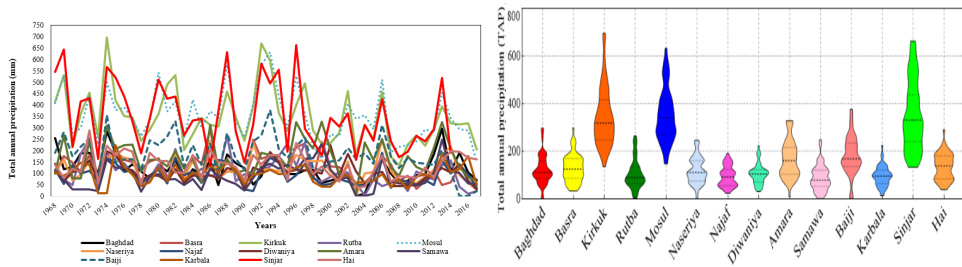 Total annual precipitation (mm)
750
700
650
600
550
500
450
400
350
300
250
200
150
100
50
0
1968
1970
1972
1974
1976
1978
1980
1982
1984
1986
1988
1990
1992
1994
1996
1998
2000
2002
2004
2006
2008
2010
2012
2014
2016
Years
Baghdad Basra Kirkuk Rutba Mosul
Naseriya Najaf Diwaniya Amara Samawa
Baiji Karbala Sinjar Hai
Total annual precpitation (TAP)
800
600
400
200
0
Baghdad
Basra
Kirkuk
Rutba
Mosul
Naseriya
Najaf
Diwaniya
Amara
Samawa
Baiji
Karbala
Sinjar
Hai